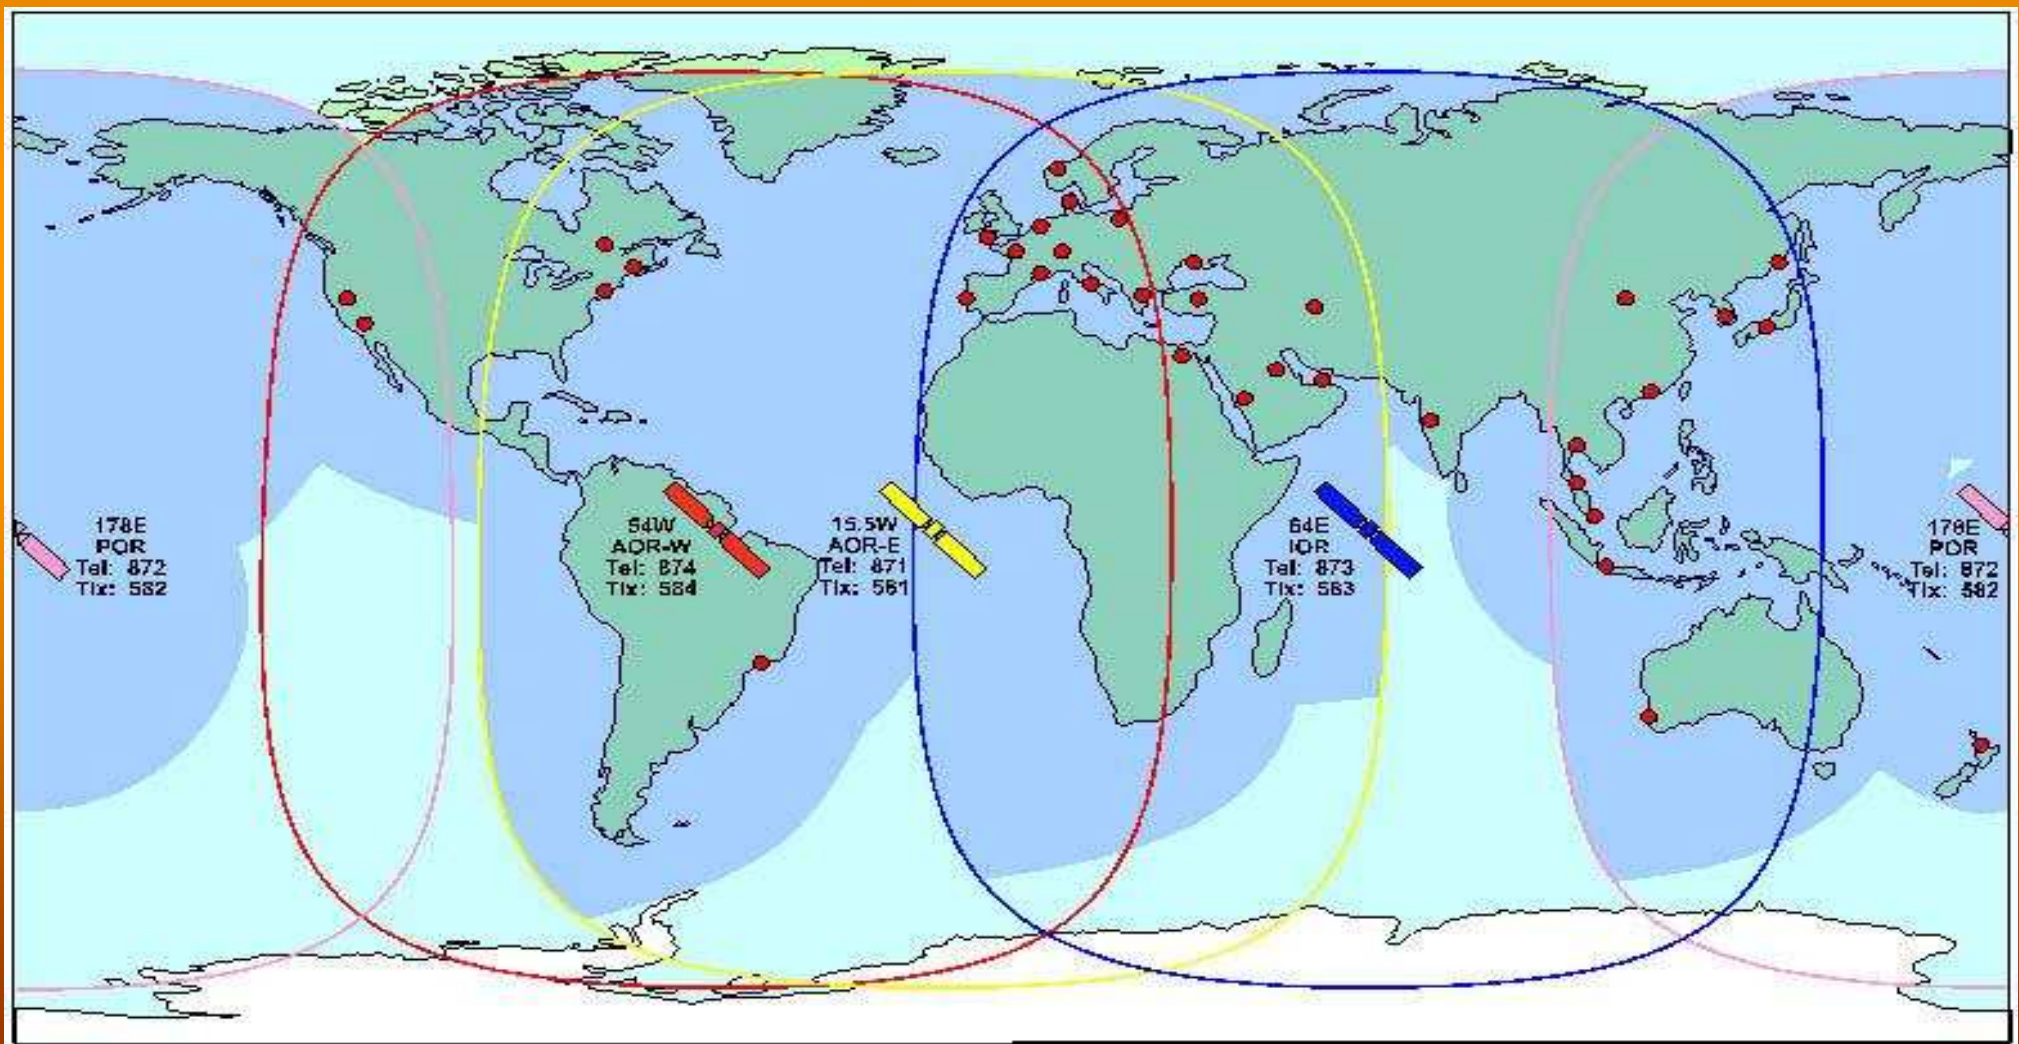 178E
POR
Tel: 872
Tlx: 582
54W
AOR-W
Tel: 874
Tlx: 584
15.5W
AOR-E
Tel: 871
Tlx: 581
64E
IOR
Tel: 873
Tlx: 583
178E
POR
Tel: 872
Tlx: 582